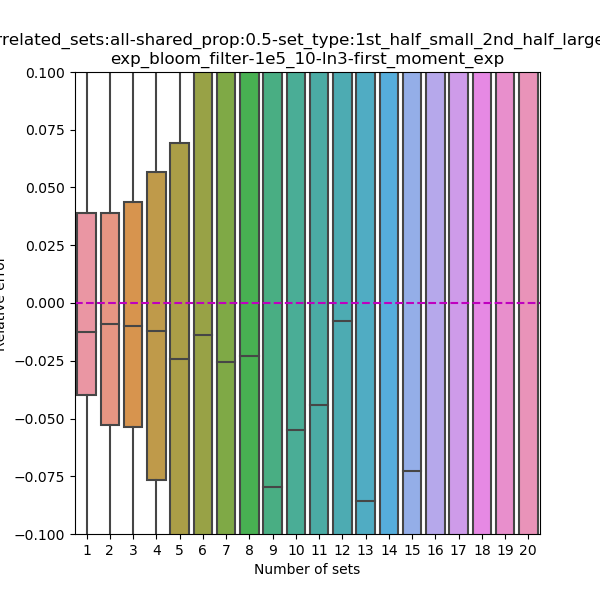 rrelated_sets:all-shared_prop:0.5-set_type:1st_half_small_2nd_half_large
exp_bloom_filter-1e5_10-ln3-first_moment_exp
0.100
0.075
0.050
0.025
0.000
−0.025
−0.050
−0.075
−0.100
Relative error
1 2 3 4 5 6 7 8 9 10 11 12 13 14 15 16 17 18 19 20
Number of sets